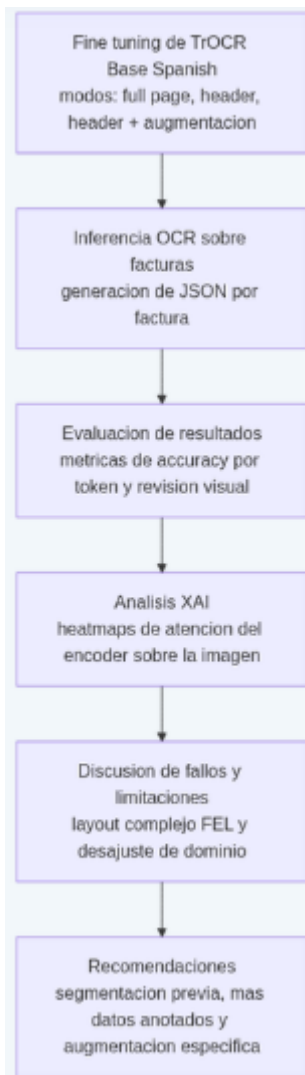 Fine tuning de TrOCR
Base Spanish
modos: full page, header,
header + augmentacion
Inferencia OCR sobre
facturas
generacion de JSON por
factura
Evaluacion de resultados
metricas de accuracy por
token y revision visual
Analisis XAI
heatmaps de atencion del
encoder sobre la imagen
Discusion de fallos y
limitaciones
layout complejo FEL y
desajuste de dominio
Recomendaciones
segmentacion previa, mas
datos anotados y
augmentacion especifica